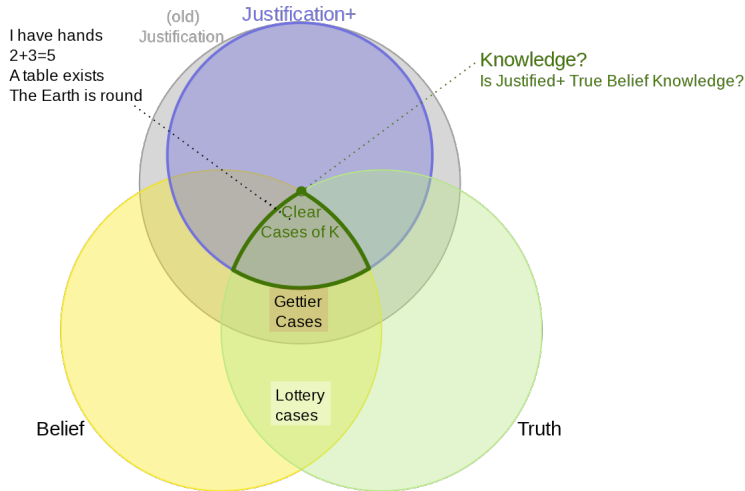 I have hands
2+3=5
A table exists
The Earth is round
(old)
Justification
Justification+
Knowledge?
Is Justified+ True Belief Knowledge?
Clear
Cases of K
Gettier
Cases
Lottery
cases
Belief
Truth